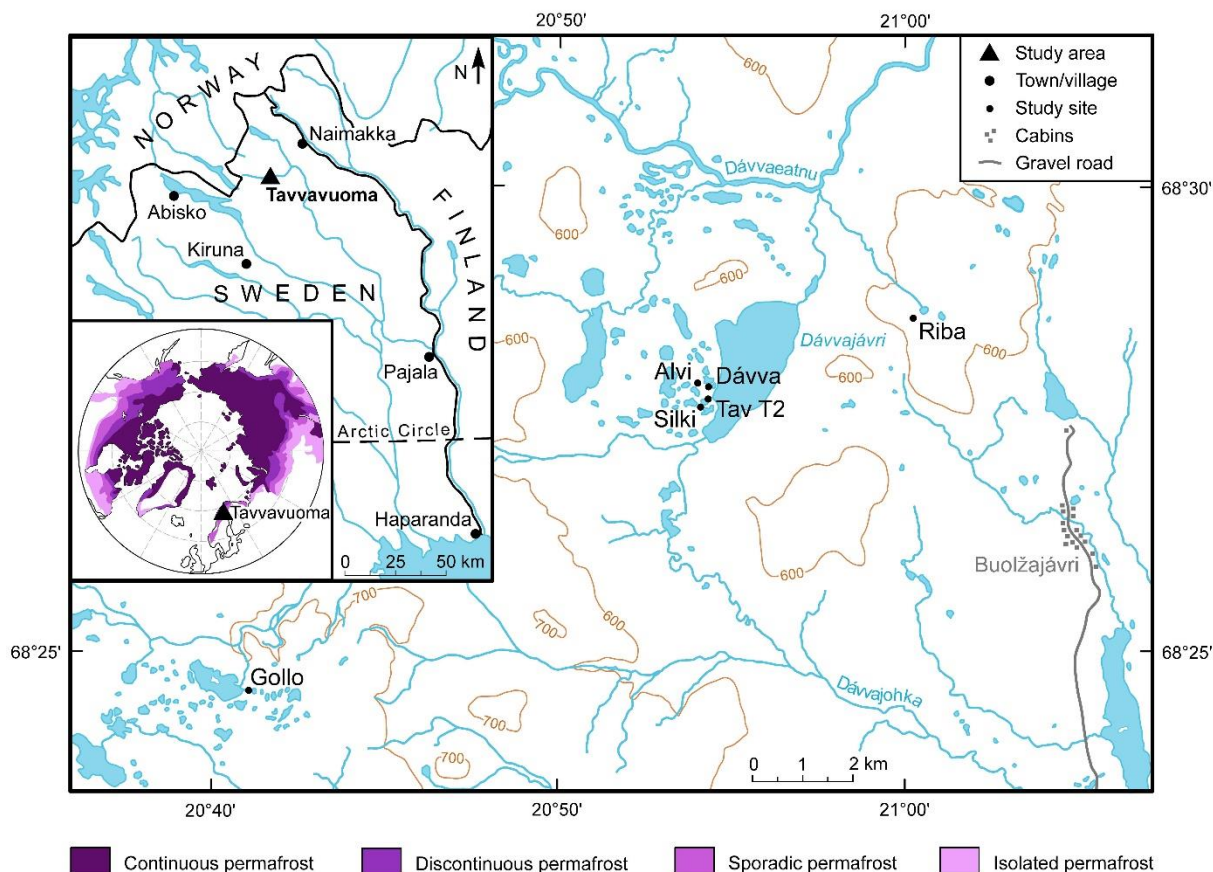 20°50'
21°00'
NORWAY
N
Naimakka
Tavvavuoma
Abisko
Kiruna
SWEDEN
FINLAND
Pajala
Arctic Circle
Haparanda
0 25 50 km
Tavvavuoma
Study area
Town/village
Study site
Cabins
Gravel road
600
Dávvaeatnu
68°30'
600
600
Dávvajávri
600
600
Riba
Alvi
Dávva
Tav T2
Silki
600
Buolžajávri
600
700
700
68°25'
68°25'
Gollo
700
700
Dávvajohka
700
0 1 2 km
20°40'
20°50'
21°00'
Continuous permafrost
Discontinuous permafrost
Sporadic permafrost
Isolated permafrost